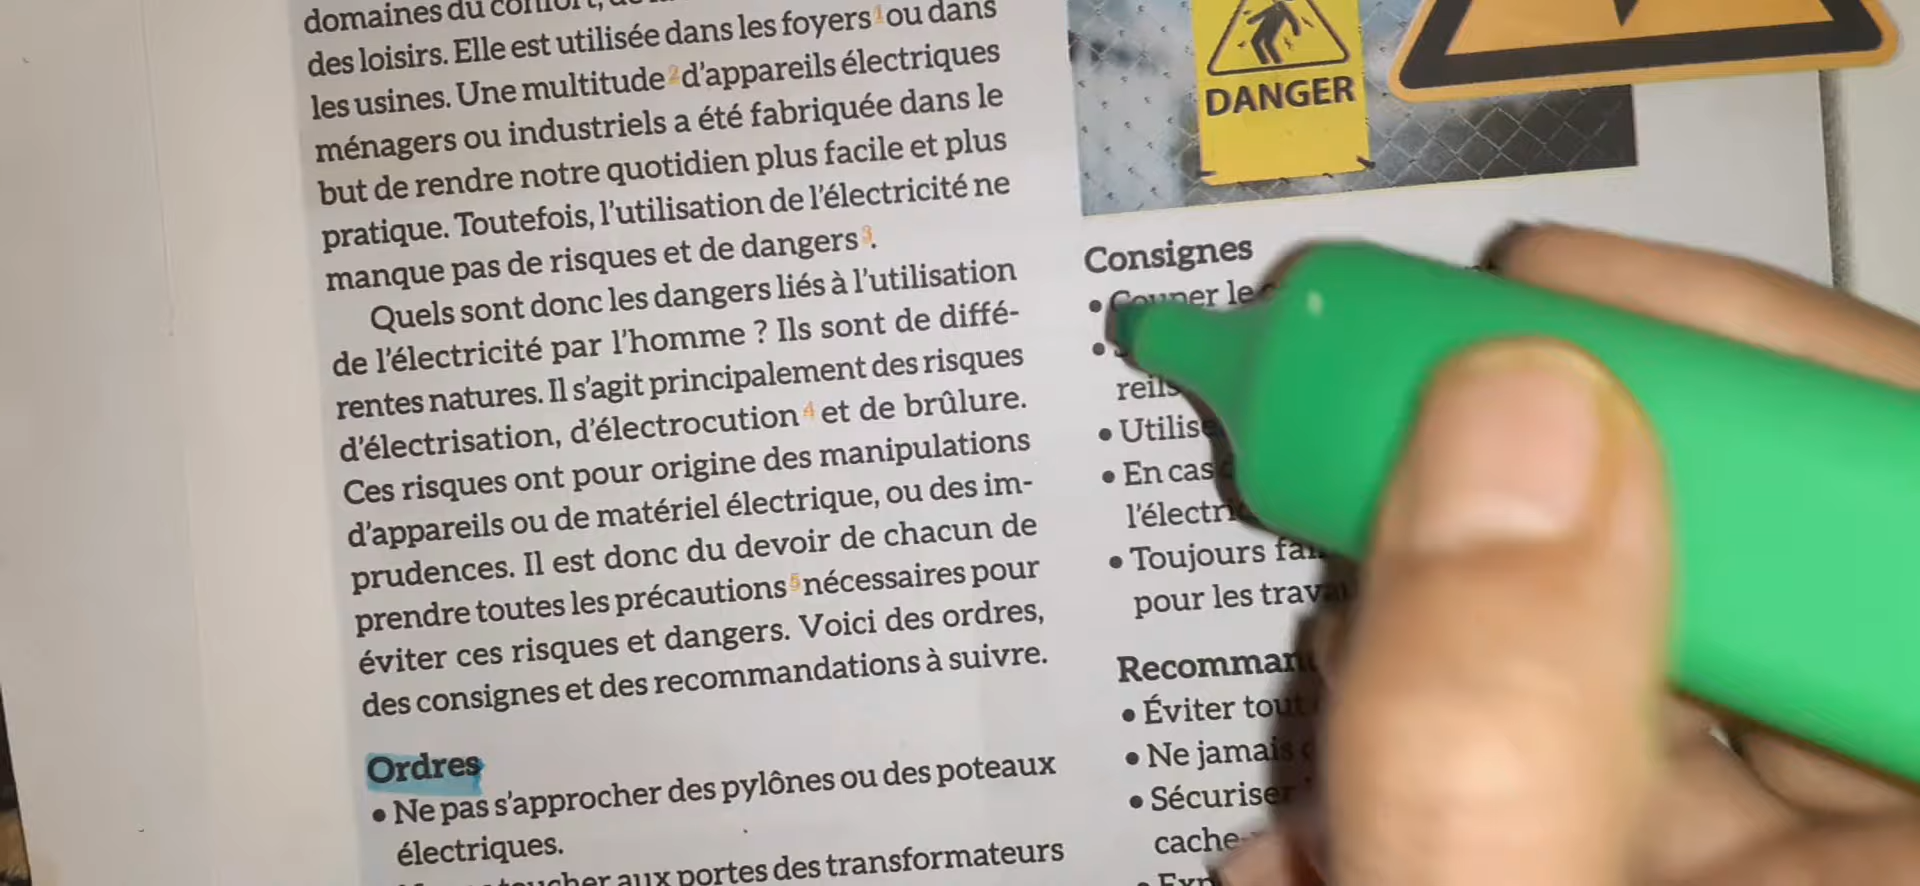 domaines du confort,
des loisirs. Elle est utilisée dans les foyers1 ou dans
les usines. Une multitude2 d'appareils électriques
ménagers ou industriels a été fabriquée dans le
but de rendre notre quotidien plus facile et plus
pratique. Toutefois, l'utilisation de l'électricité ne
manque pas de risques et de dangers3.
Quels sont donc les dangers liés à l'utilisation
de l'électricité par l'homme ? Ils sont de diffé-
rentes natures. Il s'agit principalement des risques
d'électrisation, d'électrocution4 et de brûlure.
Ces risques ont pour origine des manipulations
d'appareils ou de matériel électrique, ou des im-
prudences. Il est donc du devoir de chacun de
prendre toutes les précautions5 nécessaires pour
éviter ces risques et dangers. Voici des ordres,
des consignes et des recommandations à suivre.
Ordres
• Ne pas s'approcher des pylônes ou des poteaux
électriques.
toucher aux portes des transformateurs
DANGER
Consignes
• Couper le
•
reils
• Utilise
• En cas
l'électri
• Toujours fai
pour les trav
Recomman
• Éviter tout
• Ne jamais
• Sécuriser
cache-